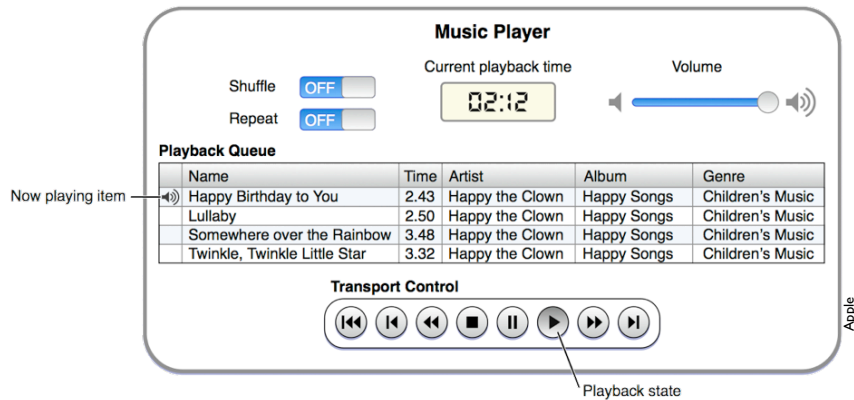 Music Player
Current playback time
Volume
Shuffle OFF
02:12
Repeat OFF
Playback Queue
Name Time Artist Album Genre
Now playing item
Happy Birthday to You 2.43 Happy the Clown Happy Songs Children's Music
Lullaby 2.50 Happy the Clown Happy Songs Children's Music
Somewhere over the Rainbow 3.48 Happy the Clown Happy Songs Children's Music
Twinkle, Twinkle Little Star 3.32 Happy the Clown Happy Songs Children's Music
Transport Control
Apple
Playback state